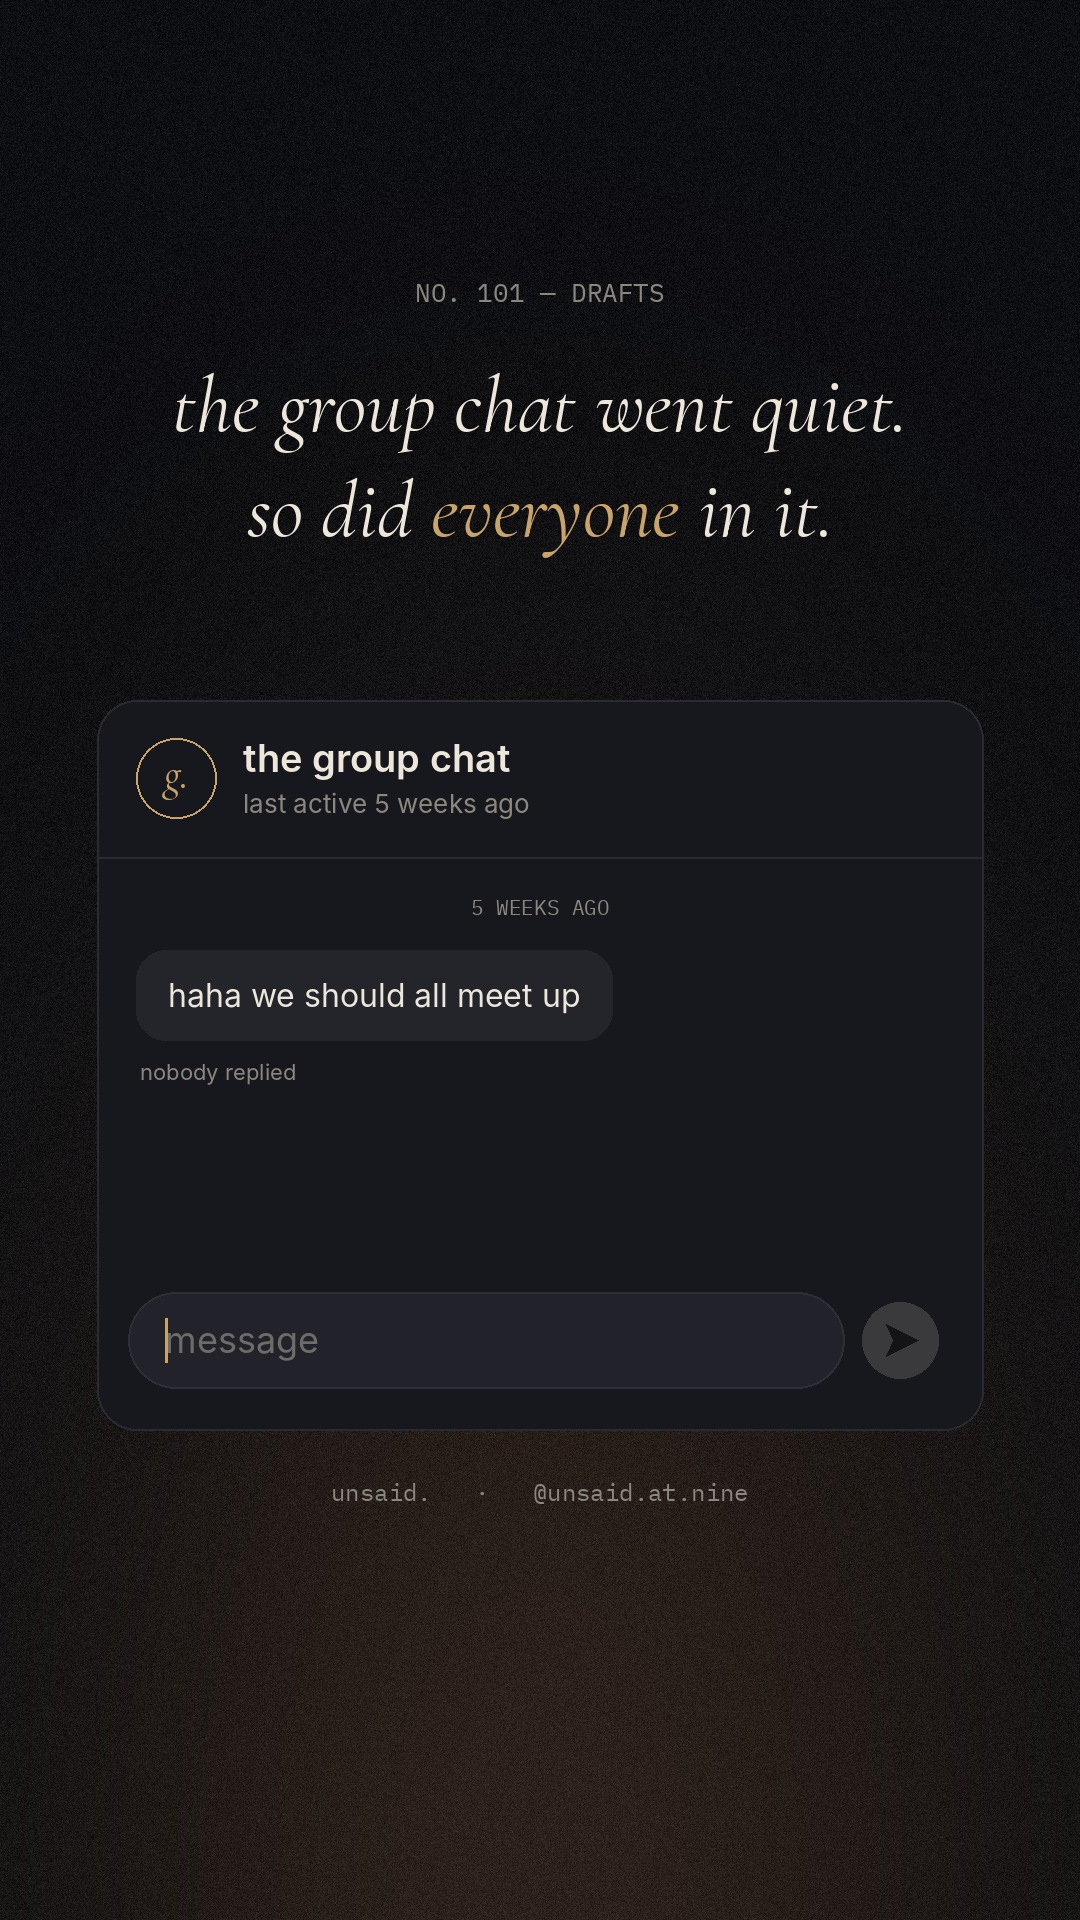 NO. 101 — DRAFTS
the group chat went quiet.
so did everyone in it.
g.
the group chat
last active 5 weeks ago
5 WEEKS AGO
haha we should all meet up
nobody replied
message
unsaid. · @unsaid.at.nine